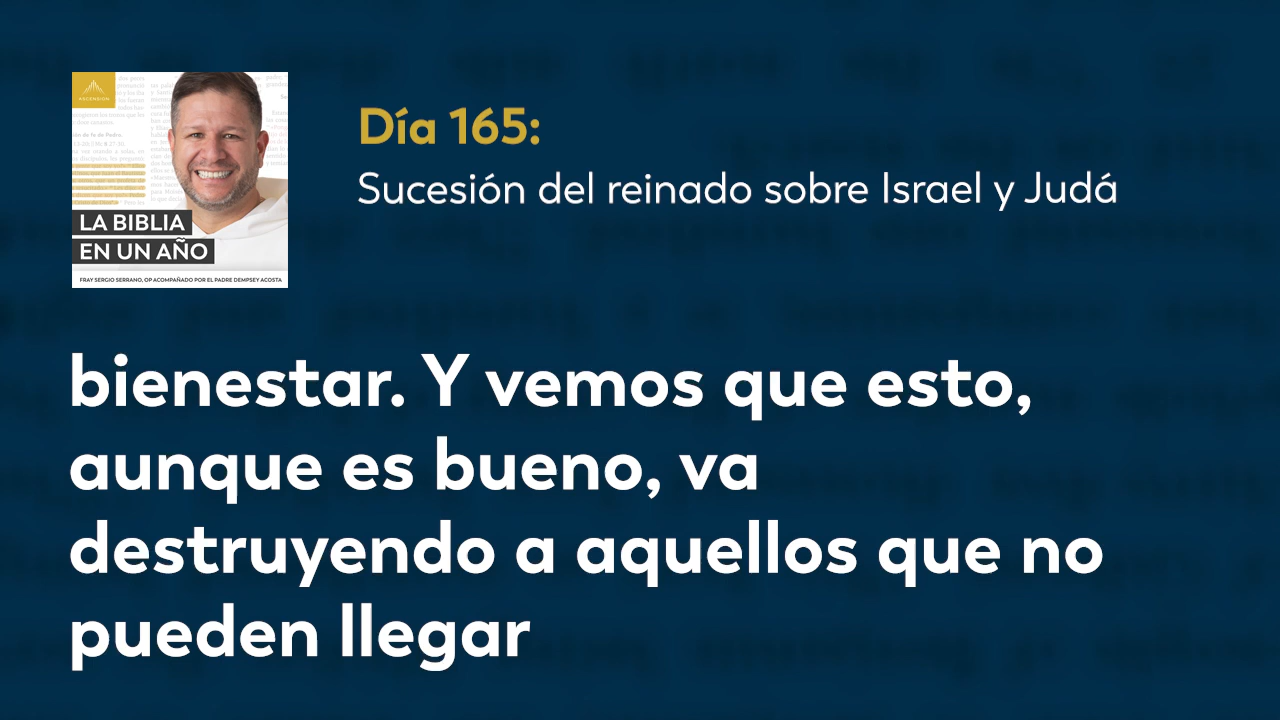 ASCENSION
LA BIBLIA
EN UN AÑO
FRAY SERGIO SERRANO, OP ACOMPAÑADO POR EL PADRE DEMPSEY ACOSTA
Día 165:
Sucesión del reinado sobre Israel y Judá
bienestar. Y vemos que esto,
aunque es bueno, va
destruyendo a aquellos que no
pueden llegar